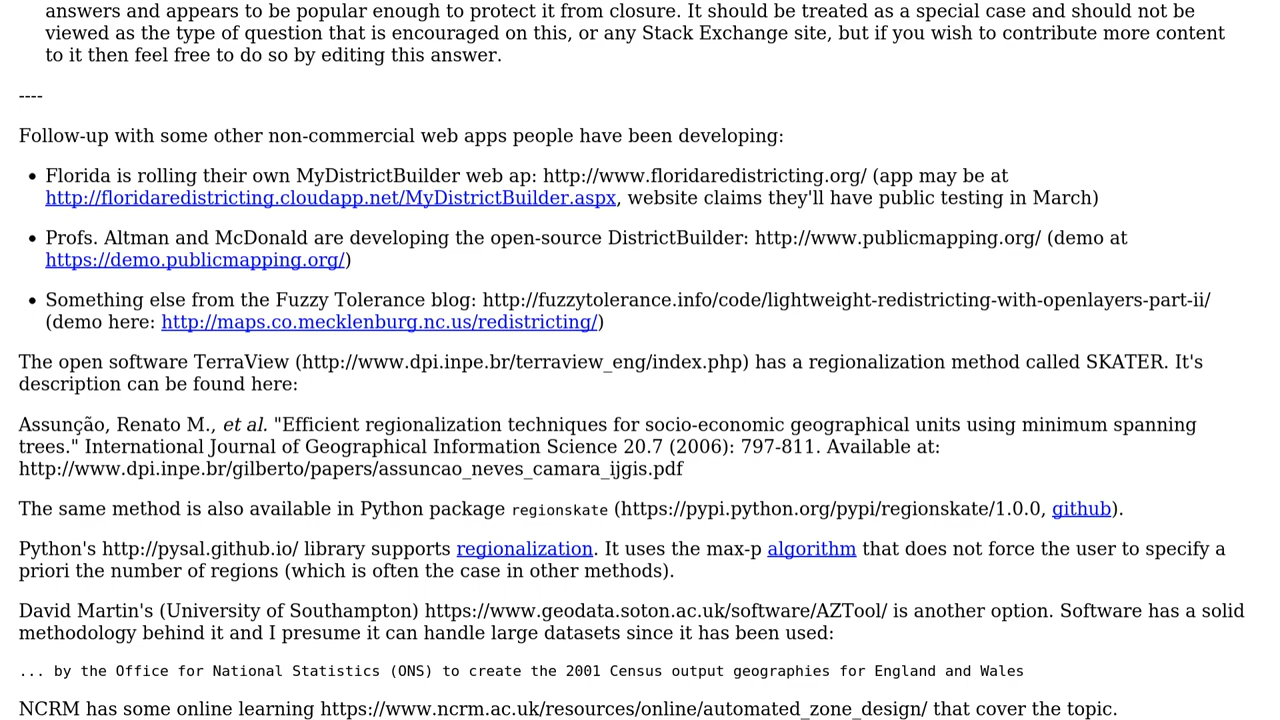 answers and appears to be popular enough to protect it from closure. It should be treated as a special case and should not be
viewed as the type of question that is encouraged on this, or any Stack Exchange site, but if you wish to contribute more content
to it then feel free to do so by editing this answer.
----
Follow-up with some other non-commercial web apps people have been developing:
• Florida is rolling their own MyDistrictBuilder web ap: http://www.floridaredistricting.org/ (app may be at
http://floridaredistricting.cloudapp.net/MyDistrictBuilder.aspx, website claims they'll have public testing in March)
• Profs. Altman and McDonald are developing the open-source DistrictBuilder: http://www.publicmapping.org/ (demo at
https://demo.publicmapping.org/)
• Something else from the Fuzzy Tolerance blog: http://fuzzytolerance.info/code/lightweight-redistricting-with-openlayers-part-ii/
(demo here: http://maps.co.mecklenburg.nc.us/redistricting/)
The open software TerraView (http://www.dpi.inpe.br/terraview_eng/index.php) has a regionalization method called SKATER. It's
description can be found here:
Assunção, Renato M., et al. "Efficient regionalization techniques for socio-economic geographical units using minimum spanning
trees." International Journal of Geographical Information Science 20.7 (2006): 797-811. Available at:
http://www.dpi.inpe.br/gilberto/papers/assuncao_neves_camara_ijgis.pdf
The same method is also available in Python package regionskate (https://pypi.python.org/pypi/regionskate/1.0.0, github).
Python's http://pysal.github.io/ library supports regionalization. It uses the max-p algorithm that does not force the user to specify a
priori the number of regions (which is often the case in other methods).
David Martin's (University of Southampton) https://www.geodata.soton.ac.uk/software/AZTool/ is another option. Software has a solid
methodology behind it and I presume it can handle large datasets since it has been used:
... by the Office for National Statistics (ONS) to create the 2001 Census output geographies for England and Wales
NCRM has some online learning https://www.ncrm.ac.uk/resources/online/automated_zone_design/ that cover the topic.